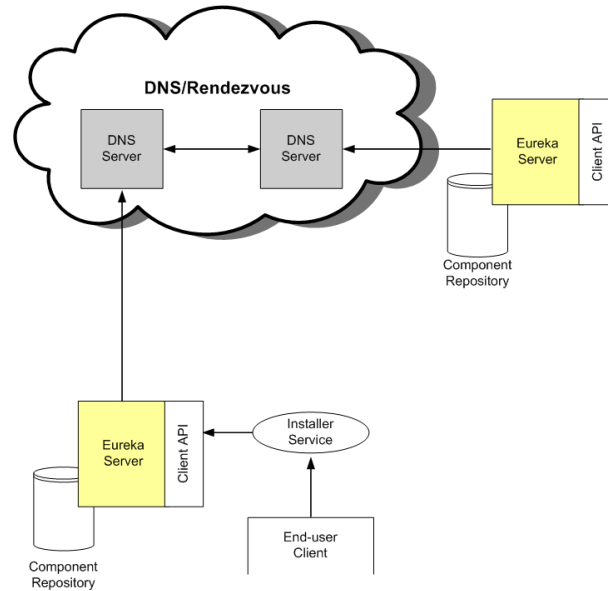 DNS/Rendezvous
DNS
Server
DNS
Server
Eureka
Server
Client API
Component
Repository
Eureka
Server
Client API
Installer
Service
End-user
Client
Component
Repository